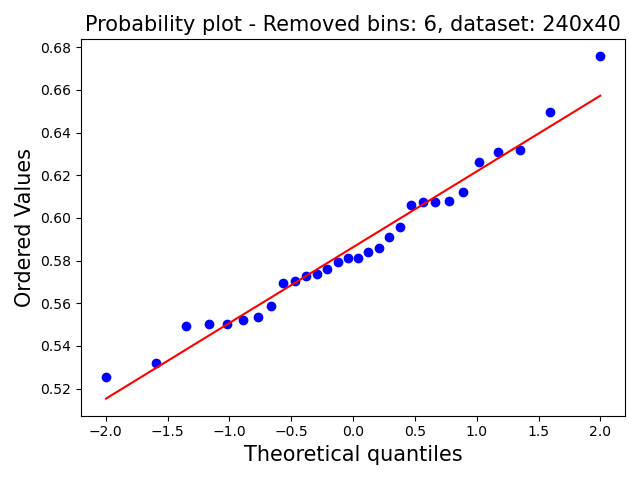 Probability plot - Removed bins: 6, dataset: 240x40
0.68
0.66
0.64
0.62
0.60
0.58
0.56
0.54
0.52
Ordered Values
−2.0 −1.5 −1.0 −0.5 0.0 0.5 1.0 1.5 2.0
Theoretical quantiles